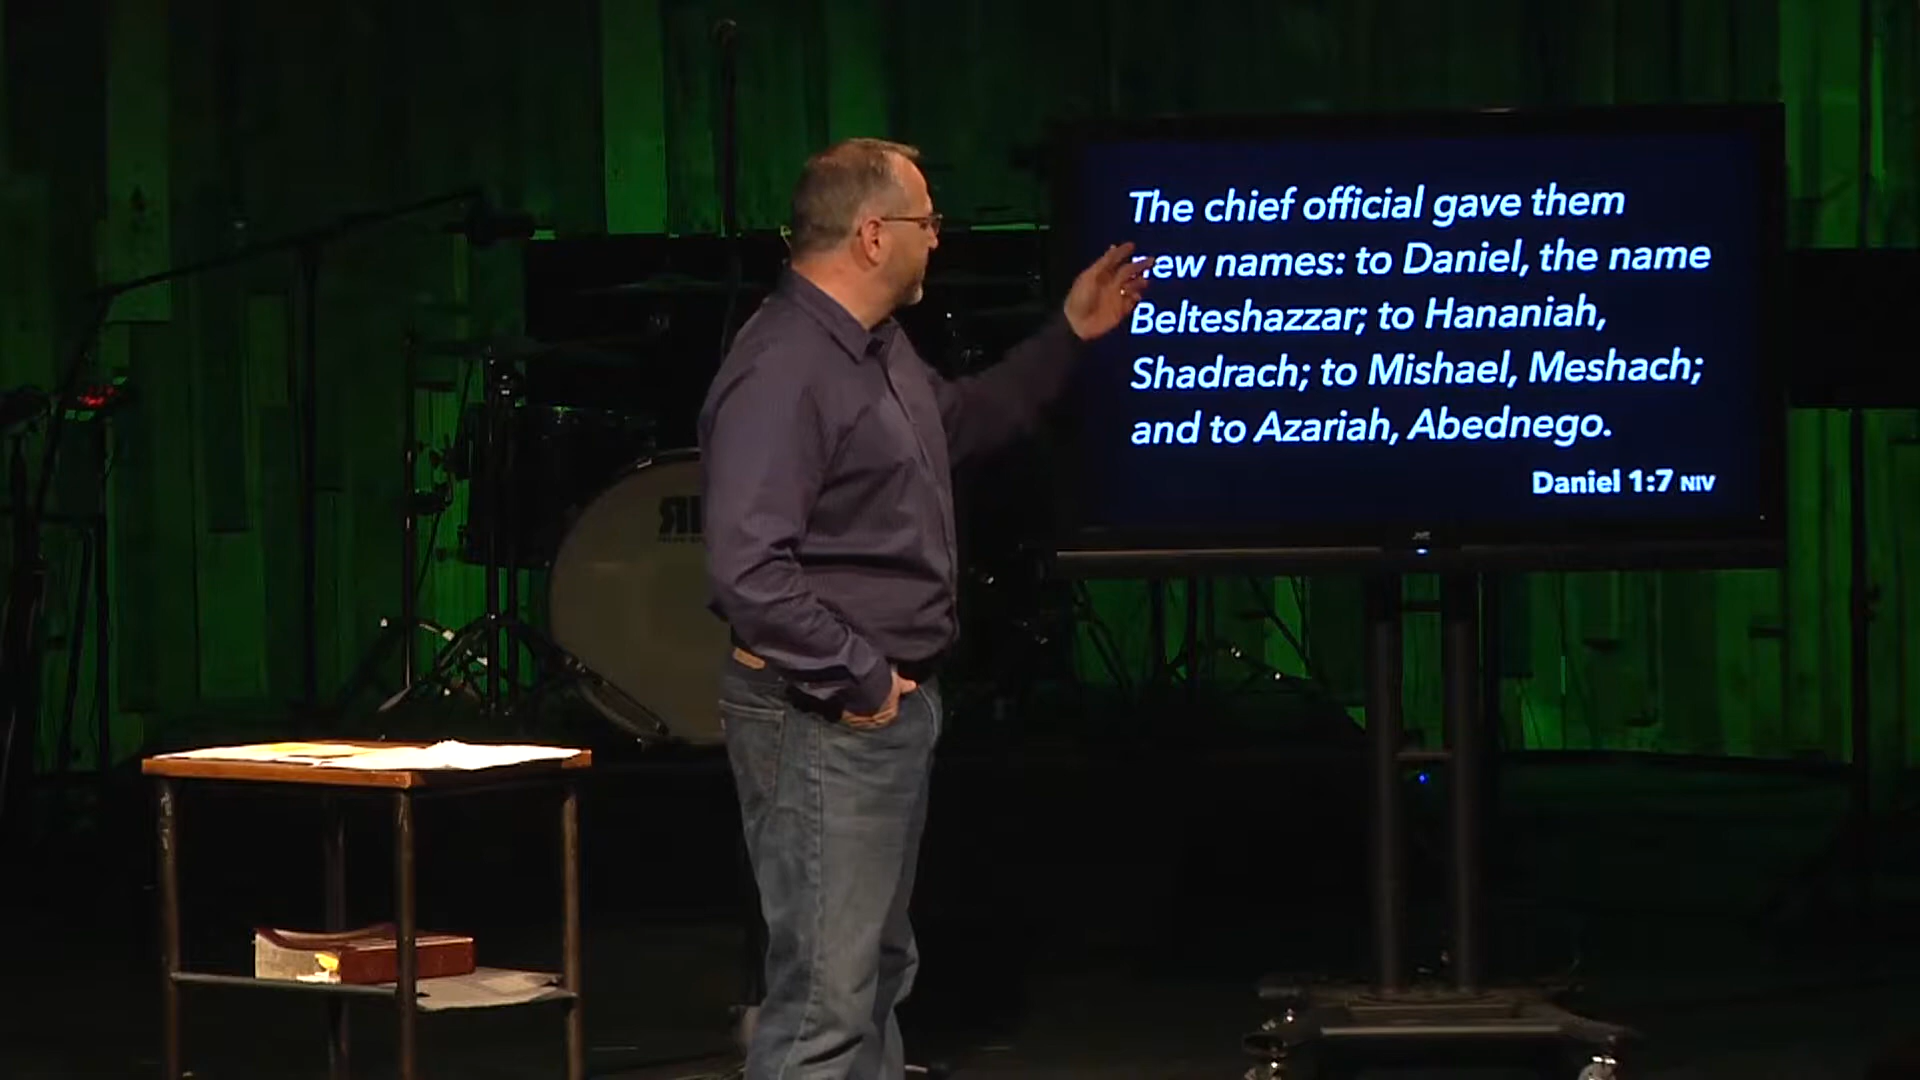 The chief official gave them
new names: to Daniel, the name
Belteshazzar; to Hananiah,
Shadrach; to Mishael, Meshach;
and to Azariah, Abednego.
Daniel 1:7 NIV
JVC